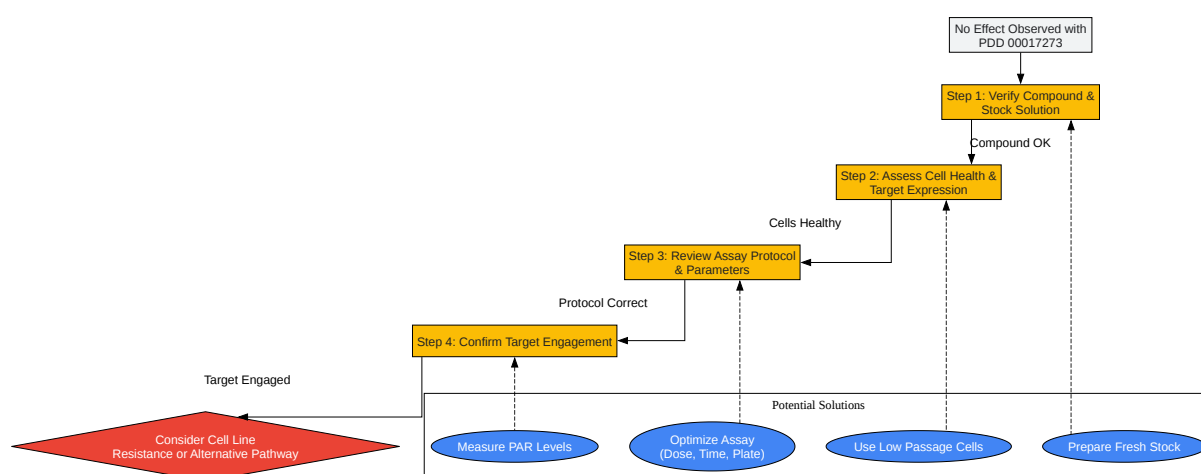 No Effect Observed with
PDD 00017273
Step 1: Verify Compound &
Stock Solution
Compound OK
Step 2: Assess Cell Health &
Target Expression
Cells Healthy
Step 3: Review Assay Protocol
& Parameters
Protocol Correct
Step 4: Confirm Target Engagement
Target Engaged
Consider Cell Line
Resistance or Alternative Pathway
Potential Solutions
Measure PAR Levels
Optimize Assay
(Dose, Time, Plate)
Use Low Passage Cells
Prepare Fresh Stock